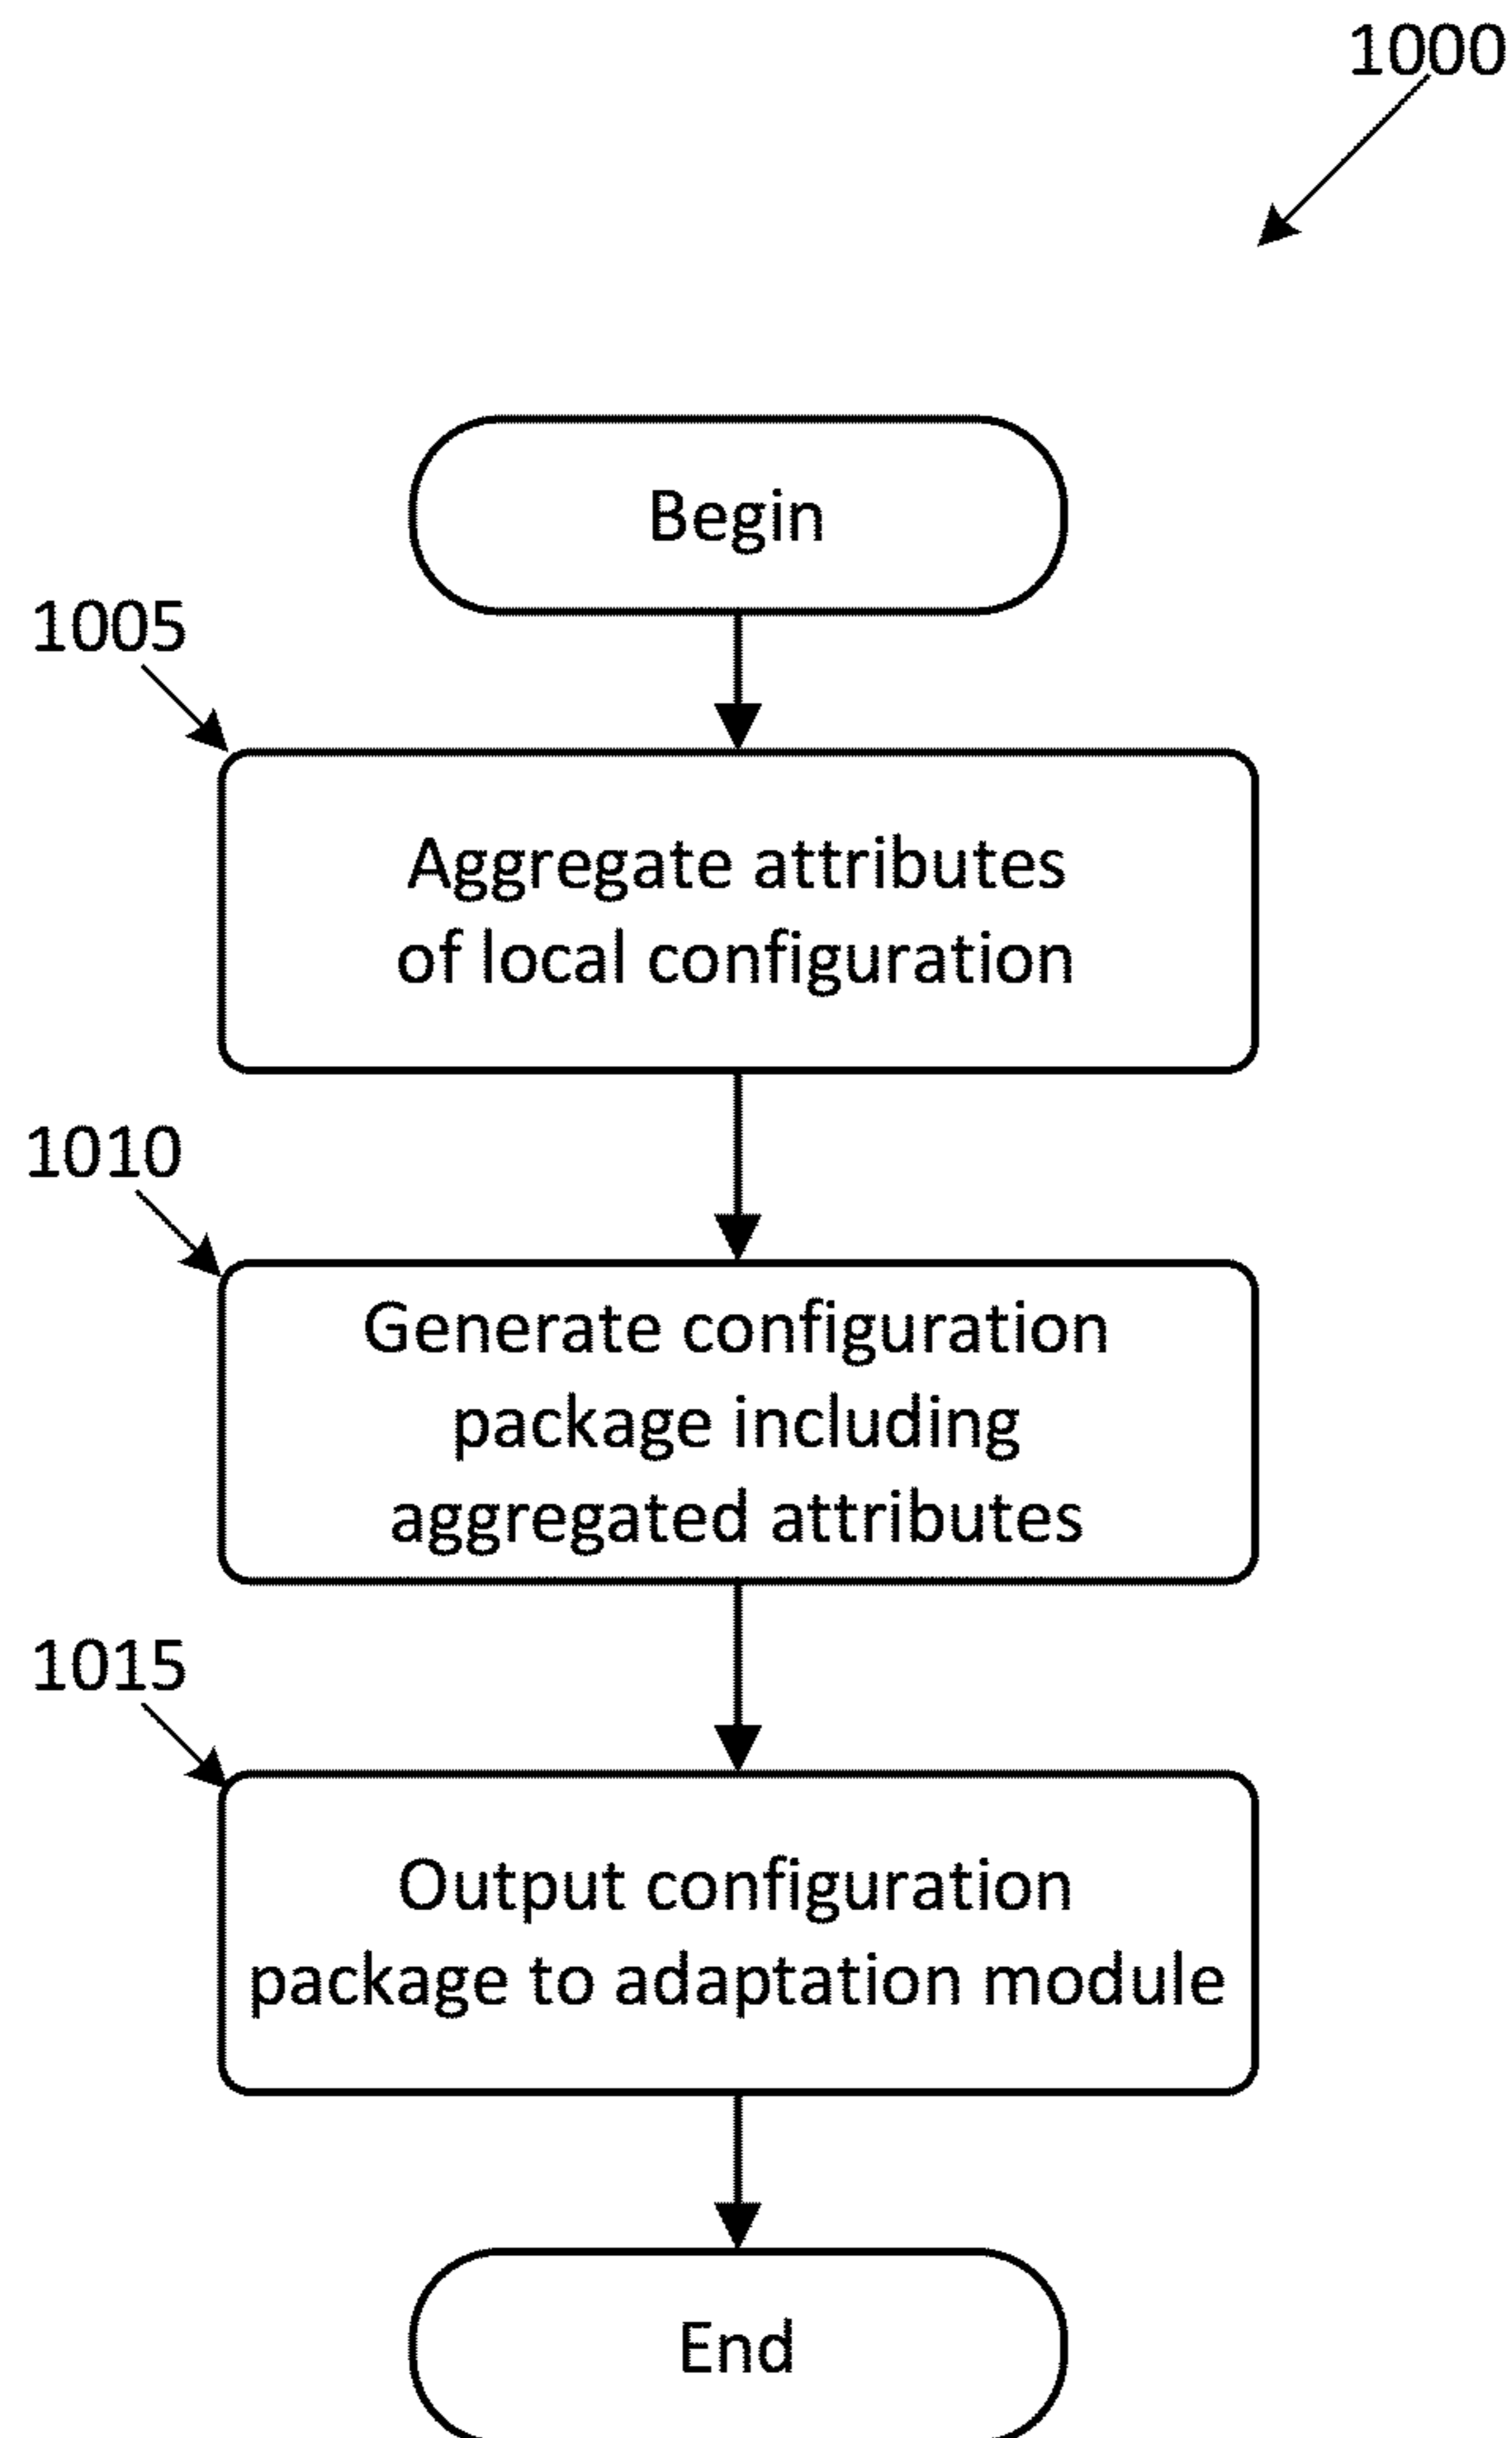 1000
Begin
1005
Aggregate attributes
of local configuration
1010
Generate configuration
package including
aggregated attributes
1015
Output configuration
package to adaptation module
End